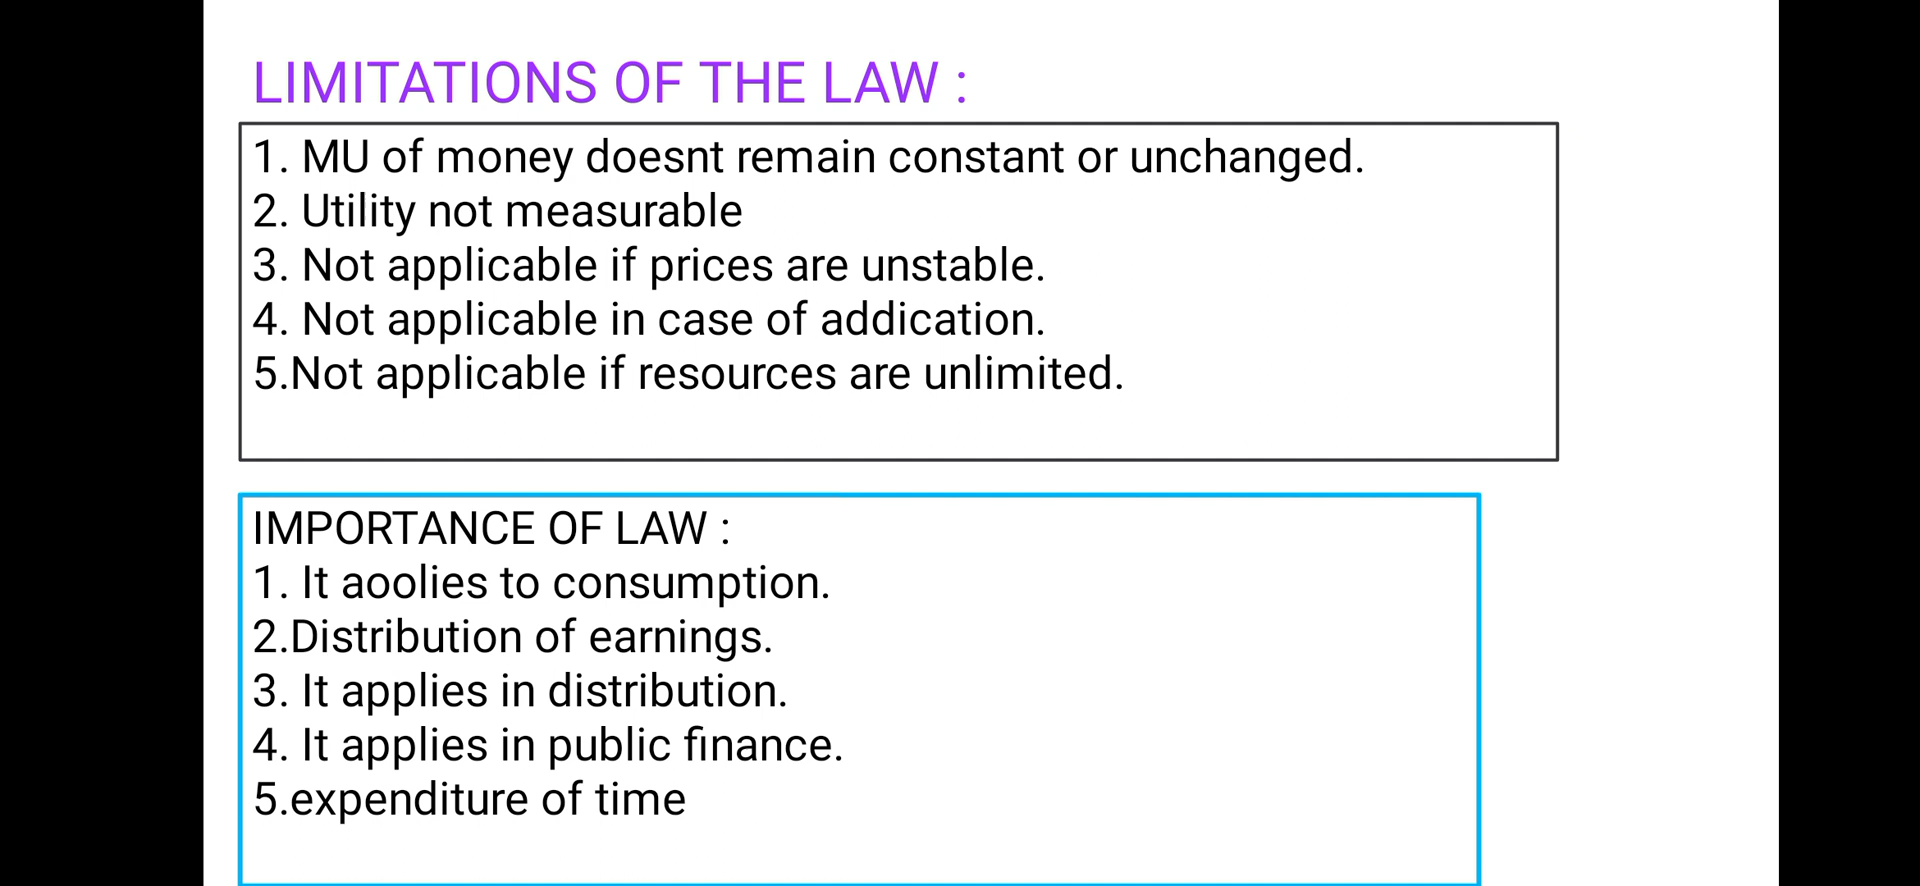 LIMITATIONS OF THE LAW :
1. MU of money doesnt remain constant or unchanged.
2. Utility not measurable
3. Not applicable if prices are unstable.
4. Not applicable in case of addication.
5.Not applicable if resources are unlimited.
IMPORTANCE OF LAW :
1. It aoolies to consumption.
2.Distribution of earnings.
3. It applies in distribution.
4. It applies in public finance.
5.expenditure of time